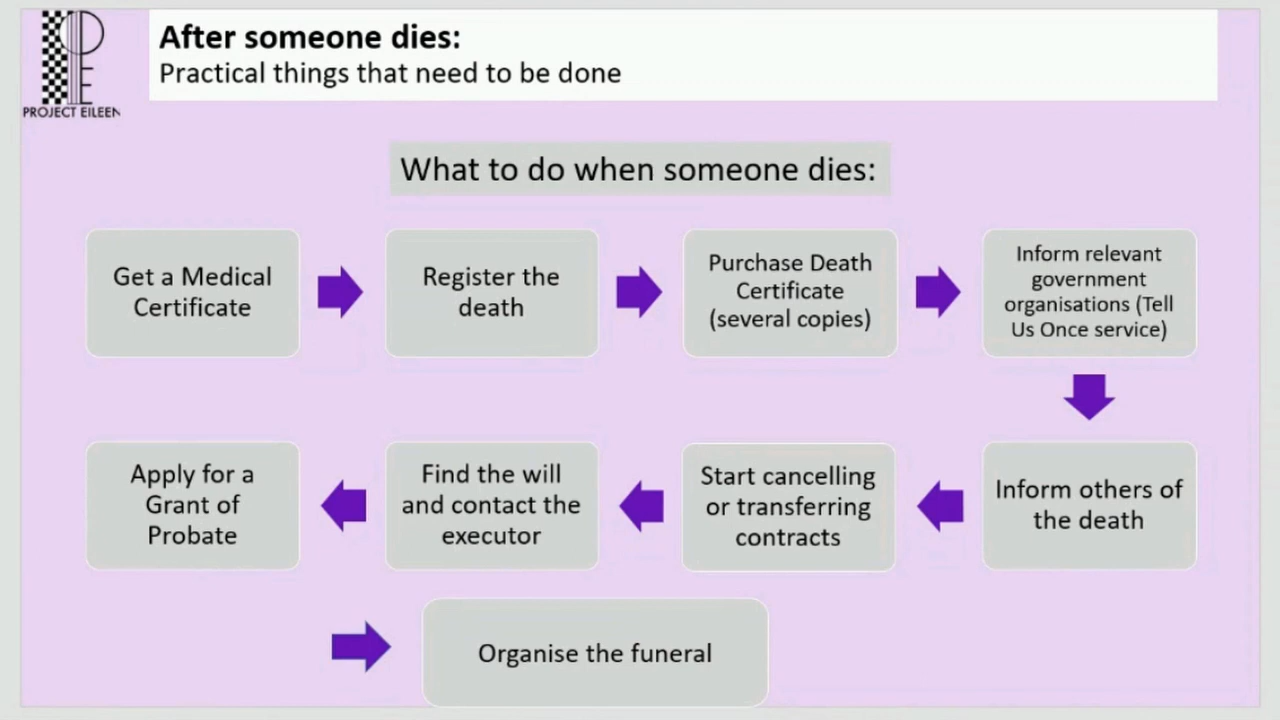 PROJECT EILEEN
After someone dies:
Practical things that need to be done
What to do when someone dies:
Get a Medical
Certificate
Register the
death
Purchase Death
Certificate
(several copies)
Inform relevant
government
organisations (Tell
Us Once service)
Inform others of
the death
Start cancelling
or transferring
contracts
Find the will
and contact the
executor
Apply for a
Grant of
Probate
Organise the funeral